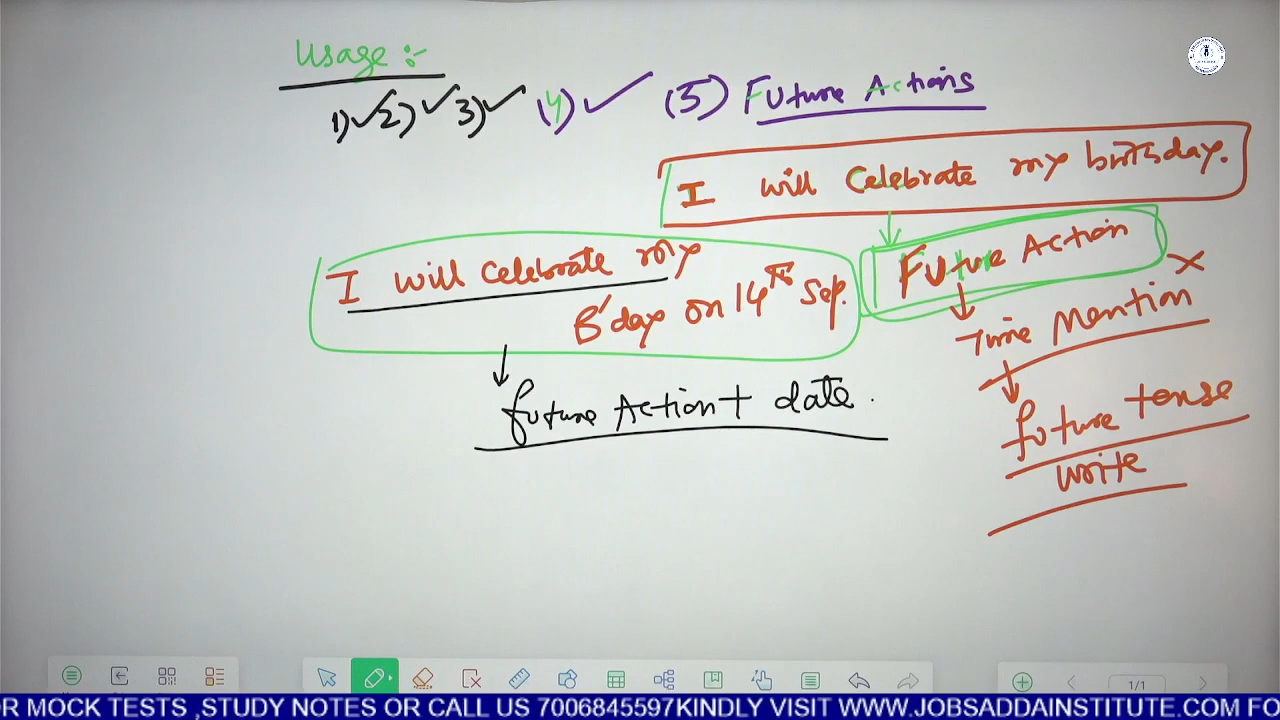 Usage :-
1) ✓ 2) ✓ 3) ✓ (4) ✓ (5) Future Actions
I will Celebrate my birthday.
I will Celebrate my
B'day on 14th Sep.
Future Action
Time Mention ×
future tense
write
future Action + date.
1/1
R MOCK TESTS ,STUDY NOTES OR CALL US 7006845597KINDLY VISIT WWW.JOBSADDAINSTITUTE.COM FO